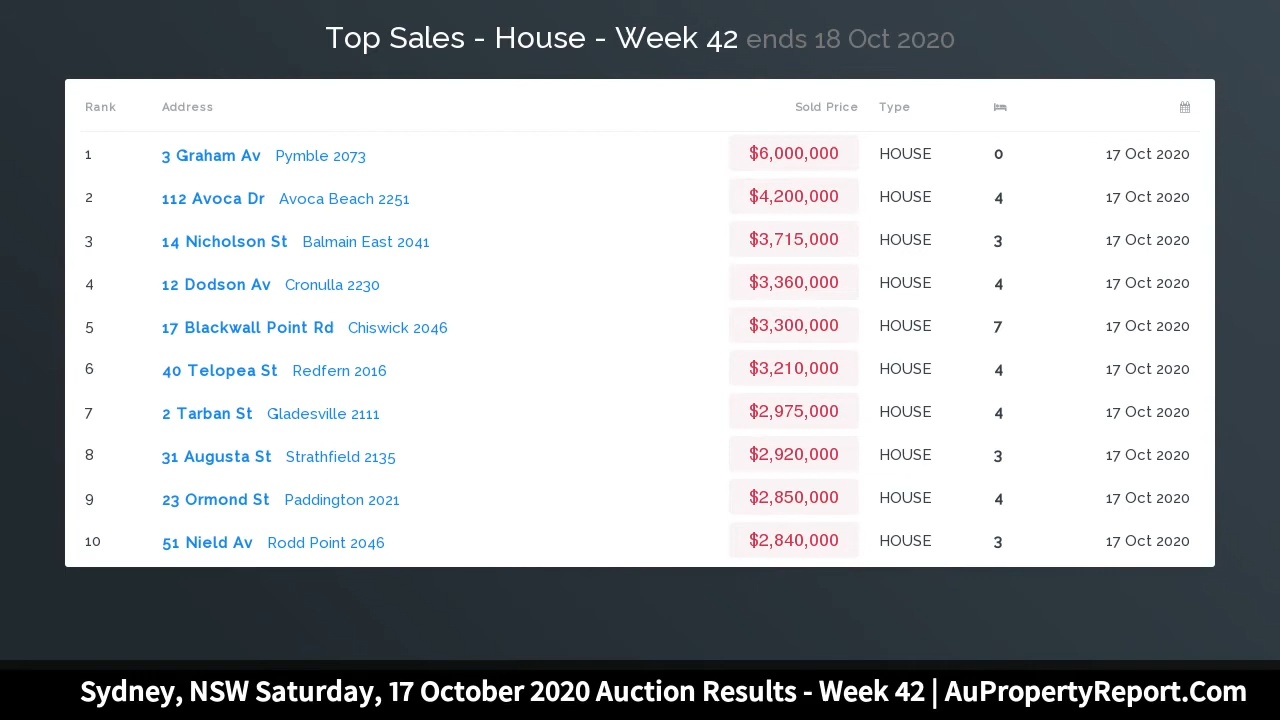 Top Sales - House - Week 42 ends 18 Oct 2020
Rank Address Sold Price Type
1 3 Graham Av Pymble 2073 $6,000,000 HOUSE 0 17 Oct 2020
2 112 Avoca Dr Avoca Beach 2251 $4,200,000 HOUSE 4 17 Oct 2020
3 14 Nicholson St Balmain East 2041 $3,715,000 HOUSE 3 17 Oct 2020
4 12 Dodson Av Cronulla 2230 $3,360,000 HOUSE 4 17 Oct 2020
5 17 Blackwall Point Rd Chiswick 2046 $3,300,000 HOUSE 7 17 Oct 2020
6 40 Telopea St Redfern 2016 $3,210,000 HOUSE 4 17 Oct 2020
7 2 Tarban St Gladesville 2111 $2,975,000 HOUSE 4 17 Oct 2020
8 31 Augusta St Strathfield 2135 $2,920,000 HOUSE 3 17 Oct 2020
9 23 Ormond St Paddington 2021 $2,850,000 HOUSE 4 17 Oct 2020
10 51 Nield Av Rodd Point 2046 $2,840,000 HOUSE 3 17 Oct 2020
Sydney, NSW Saturday, 17 October 2020 Auction Results - Week 42 | AuPropertyReport.Com